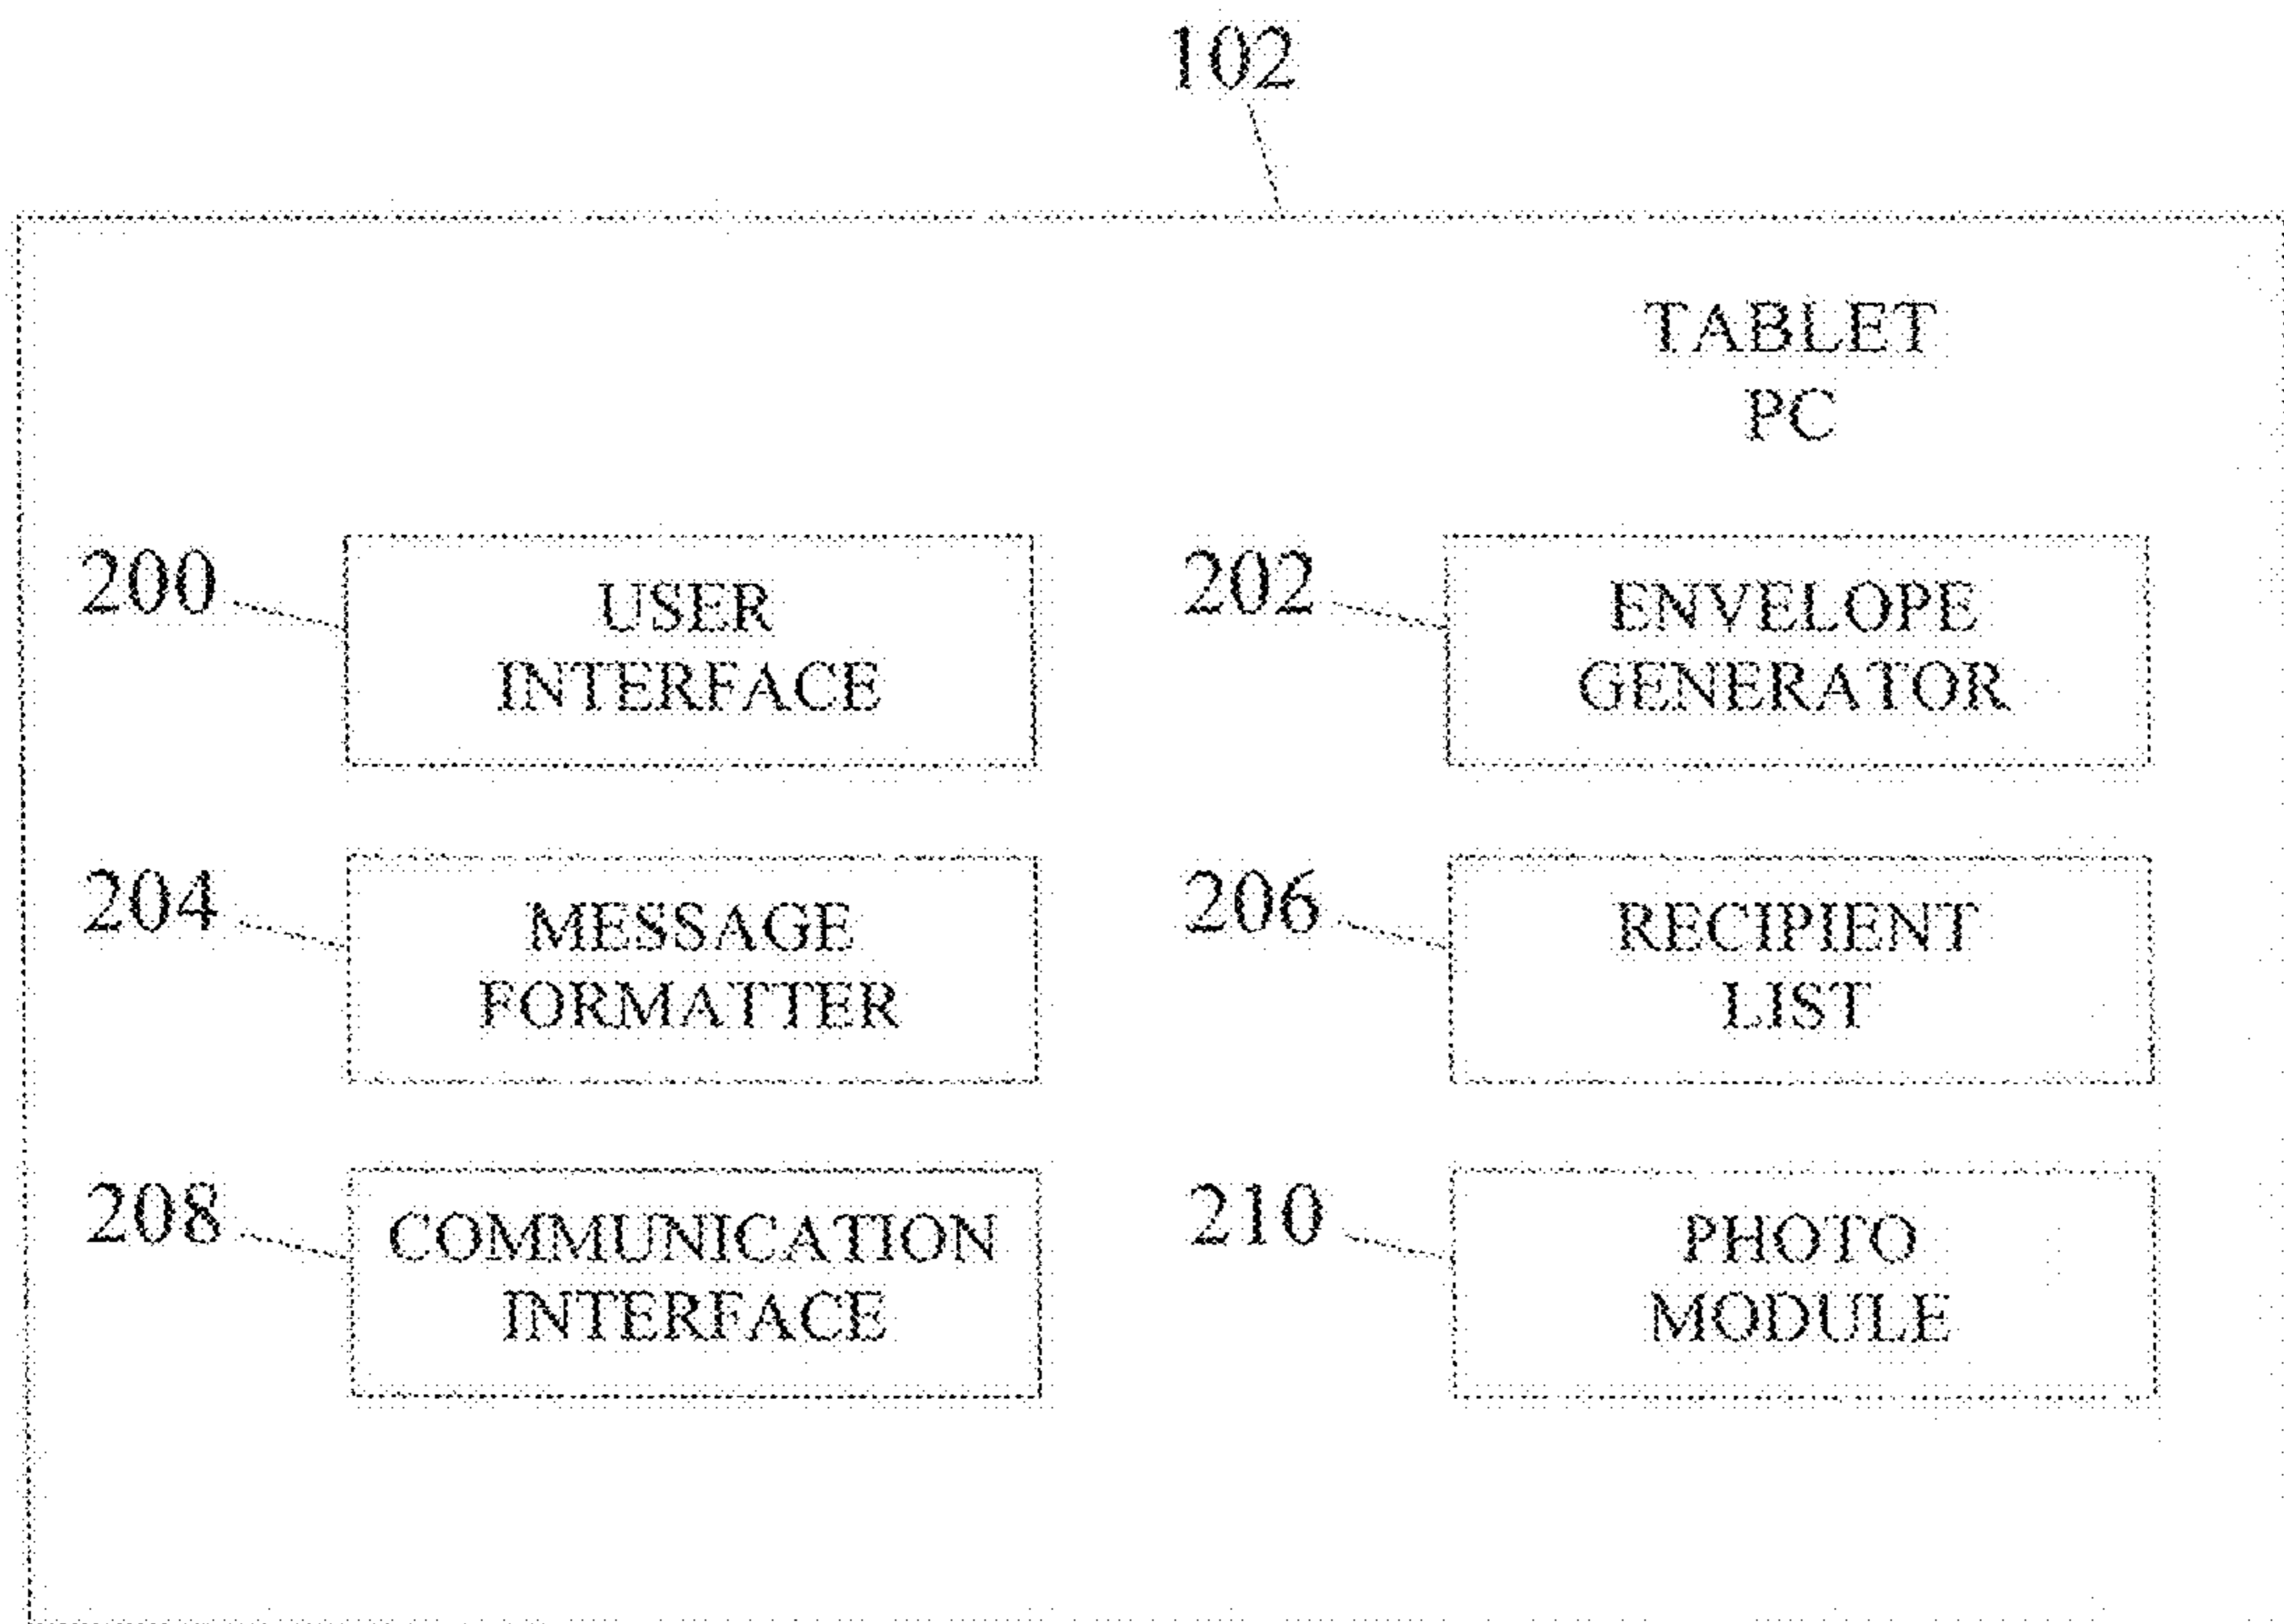 102
TABLET
PC
200
USER
INTERFACE
202
ENVELOPE
GENERATOR
204
MESSAGE
FORMATTER
206
RECIPIENT
LIST
208
COMMUNICATION
INTERFACE
210
PHOTO
MODULE